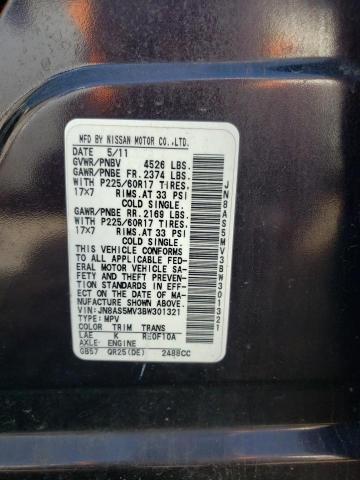 MFD BY NISSAN MOTOR CO.,LTD.
DATE 5/11
GVWR/PNBV 4526 LBS.
GAWR/PNBE FR. 2374 LBS.
WITH P225/60R17 TIRES.
17X7 RIMS. AT 33 PSI
COLD SINGLE.
GAWR/PNBE RR. 2169 LBS.
WITH P225/60R17 TIRES.
17X7 RIMS. AT 33 PSI
COLD SINGLE.
THIS VEHICLE CONFORMS
TO ALL APPLICABLE FED-
ERAL MOTOR VEHICLE SA-
FETY AND THEFT PREVEN-
TION STANDARDS IN EFF-
ECT ON THE DATE OF MA-
NUFACTURE SHOWN ABOVE.
VIN: JN8AS5MV3BW301321
TYPE: MPV
COLOR TRIM TRANS
LAE K RE0F10A
AXLE- ENGINE
GB57 QR25(DE) 2488CC
JN8AS5MV3BW301321